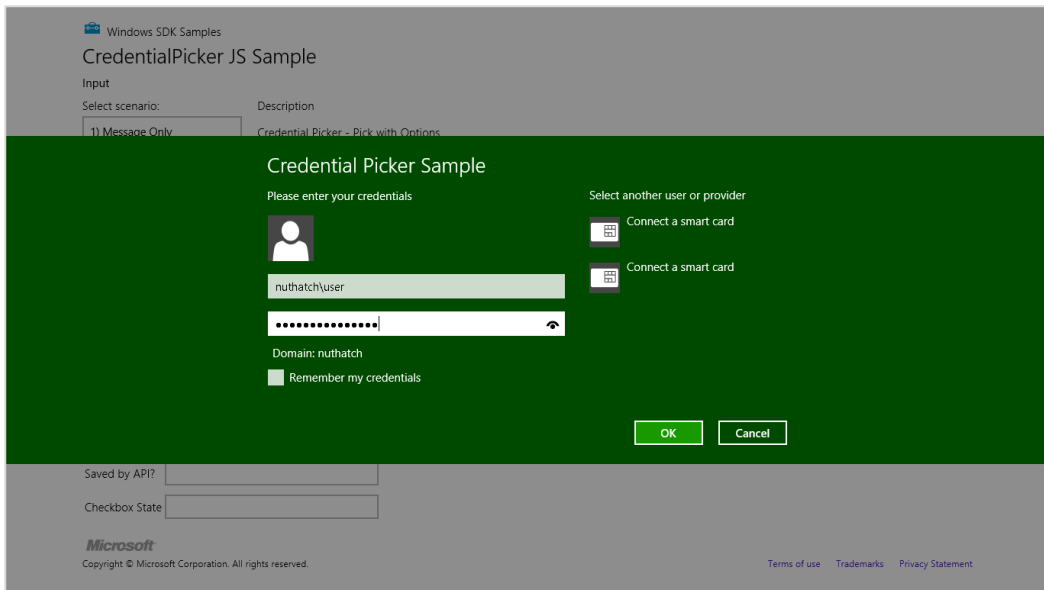 Windows SDK Samples
CredentialPicker JS Sample
Input
Select scenario:
Description
1) Message Only
Credential Picker - Pick with Options
Credential Picker Sample
Please enter your credentials
nuthatch\user
•••••••••••••••
Domain: nuthatch
Remember my credentials
Select another user or provider
Connect a smart card
Connect a smart card
OK
Cancel
Saved by API?
Checkbox State
Microsoft
Copyright © Microsoft Corporation. All rights reserved.
Terms of use Trademarks Privacy Statement